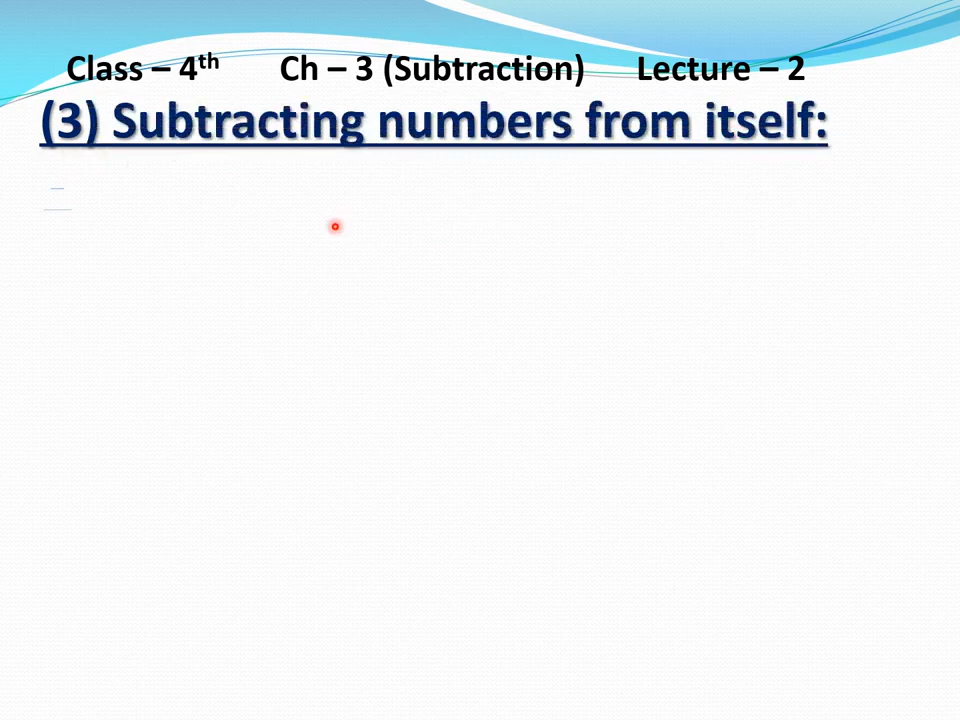 Class – 4th Ch – 3 (Subtraction) Lecture – 2
(3) Subtracting numbers from itself: